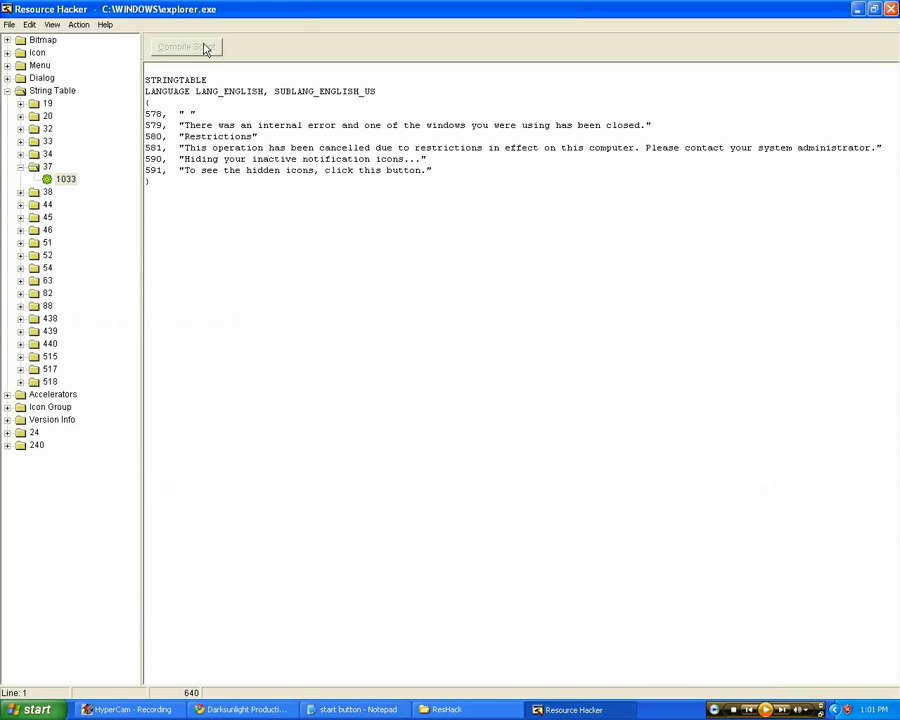 Resource Hacker - C:\WINDOWS\explorer.exe
File Edit View Action Help
Compile Script
Bitmap
Icon
Menu
Dialog
String Table
19
20
32
33
34
37
1033
38
44
45
46
51
52
54
63
82
88
438
439
440
515
517
518
Accelerators
Icon Group
Version Info
24
240
STRINGTABLE
LANGUAGE LANG_ENGLISH, SUBLANG_ENGLISH_US
{
578, " "
579, "There was an internal error and one of the windows you were using has been closed."
580, "Restrictions"
581, "This operation has been cancelled due to restrictions in effect on this computer. Please contact your system administrator."
590, "Hiding your inactive notification icons..."
591, "To see the hidden icons, click this button."
}
Line: 1 640
start HyperCam - Recording Darksunlight Producti... start button - Notepad ResHack Resource Hacker 1:01 PM